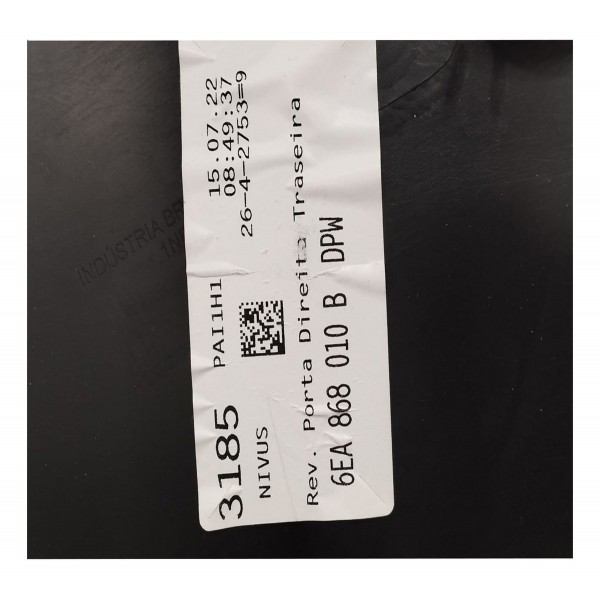 3185 PAI1H1 15:07:22
08:49:37
NIVUS 26-4-2753=9
Rev. Porta Direita Traseira
6EA 868 010 B DPW
INDÚSTRIA